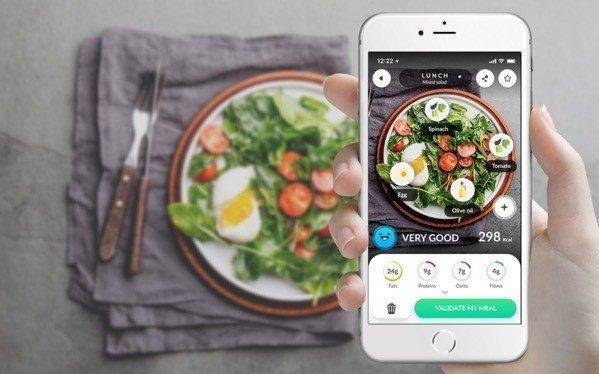 12:22
LUNCH
Mixed salad
Spinach
Tomato
Egg
Olive oil
VERY GOOD 298 Kcal
24g 9g 7g 4g
Fats Proteins Carbs Fibres
VALIDATE MY MEAL